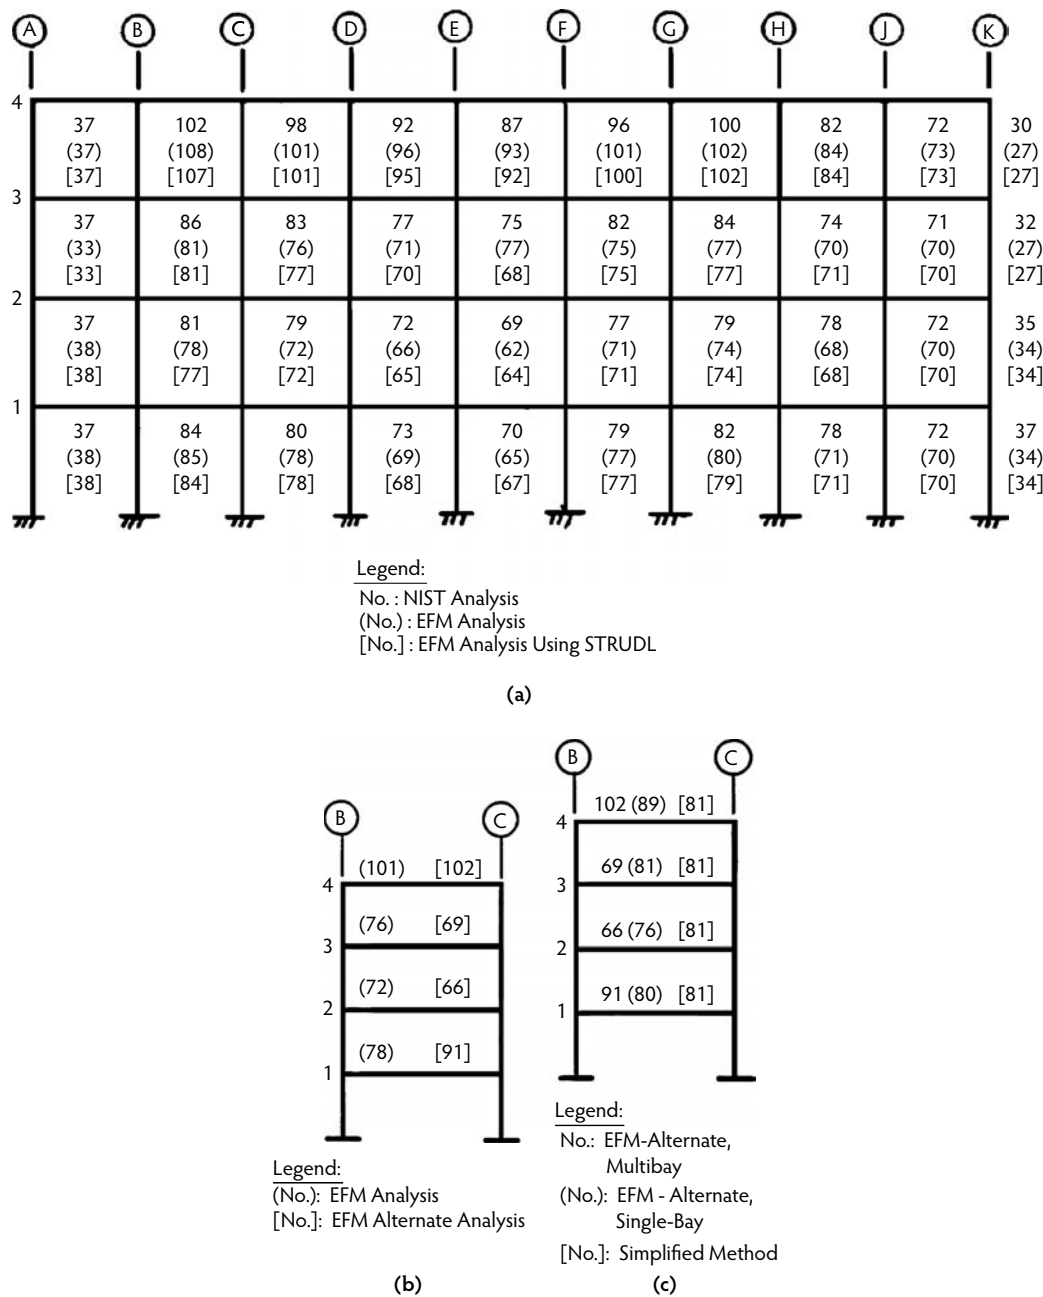 A B C D E F G H J K
4
37 102 98 92 87 96 100 82 72 30
(37) (108) (101) (96) (93) (101) (102) (84) (73) (27)
[37] [107] [101] [95] [92] [100] [102] [84] [73] [27]
3
37 86 83 77 75 82 84 74 71 32
(33) (81) (76) (71) (77) (75) (77) (70) (70) (27)
[33] [81] [77] [70] [68] [75] [77] [71] [70] [27]
2
37 81 79 72 69 77 79 78 72 35
(38) (78) (72) (66) (62) (71) (74) (68) (70) (34)
[38] [77] [72] [65] [64] [71] [74] [68] [70] [34]
1
37 84 80 73 70 79 82 78 72 37
(38) (85) (78) (69) (65) (77) (80) (71) (70) (34)
[38] [84] [78] [68] [67] [77] [79] [71] [70] [34]
Legend:
No. : NIST Analysis
(No.) : EFM Analysis
[No.] : EFM Analysis Using STRUDL
(a)
B C
(101) [102]
4
(76) [69]
3
(72) [66]
2
(78) [91]
1
Legend:
(No.): EFM Analysis
[No.]: EFM Alternate Analysis
(b)
B C
102 (89) [81]
4
69 (81) [81]
3
66 (76) [81]
2
91 (80) [81]
1
Legend:
No.: EFM-Alternate,
Multibay
(No.): EFM - Alternate,
Single-Bay
[No.]: Simplified Method
(c)